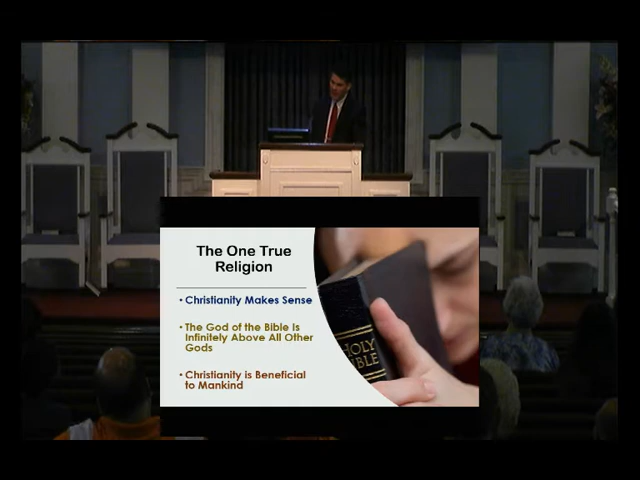 The One True
Religion
• Christianity Makes Sense
• The God of the Bible Is
Infinitely Above All Other
Gods
• Christianity is Beneficial
to Mankind
HOLY
BIBLE